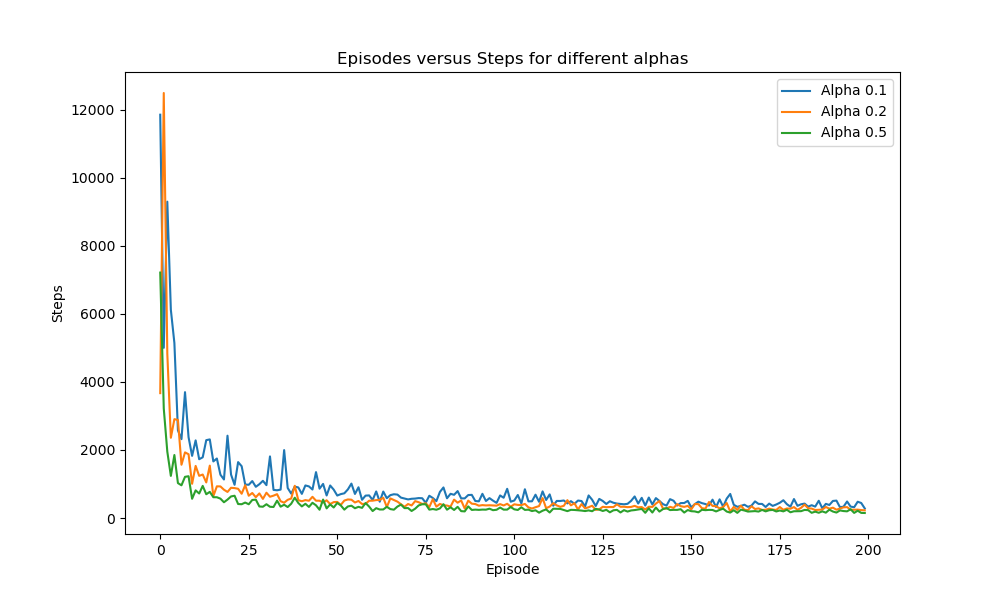 Episodes versus Steps for different alphas
Alpha 0.1
Alpha 0.2
Alpha 0.5
12000
10000
8000
6000
4000
2000
0
Steps
0 25 50 75 100 125 150 175 200
Episode